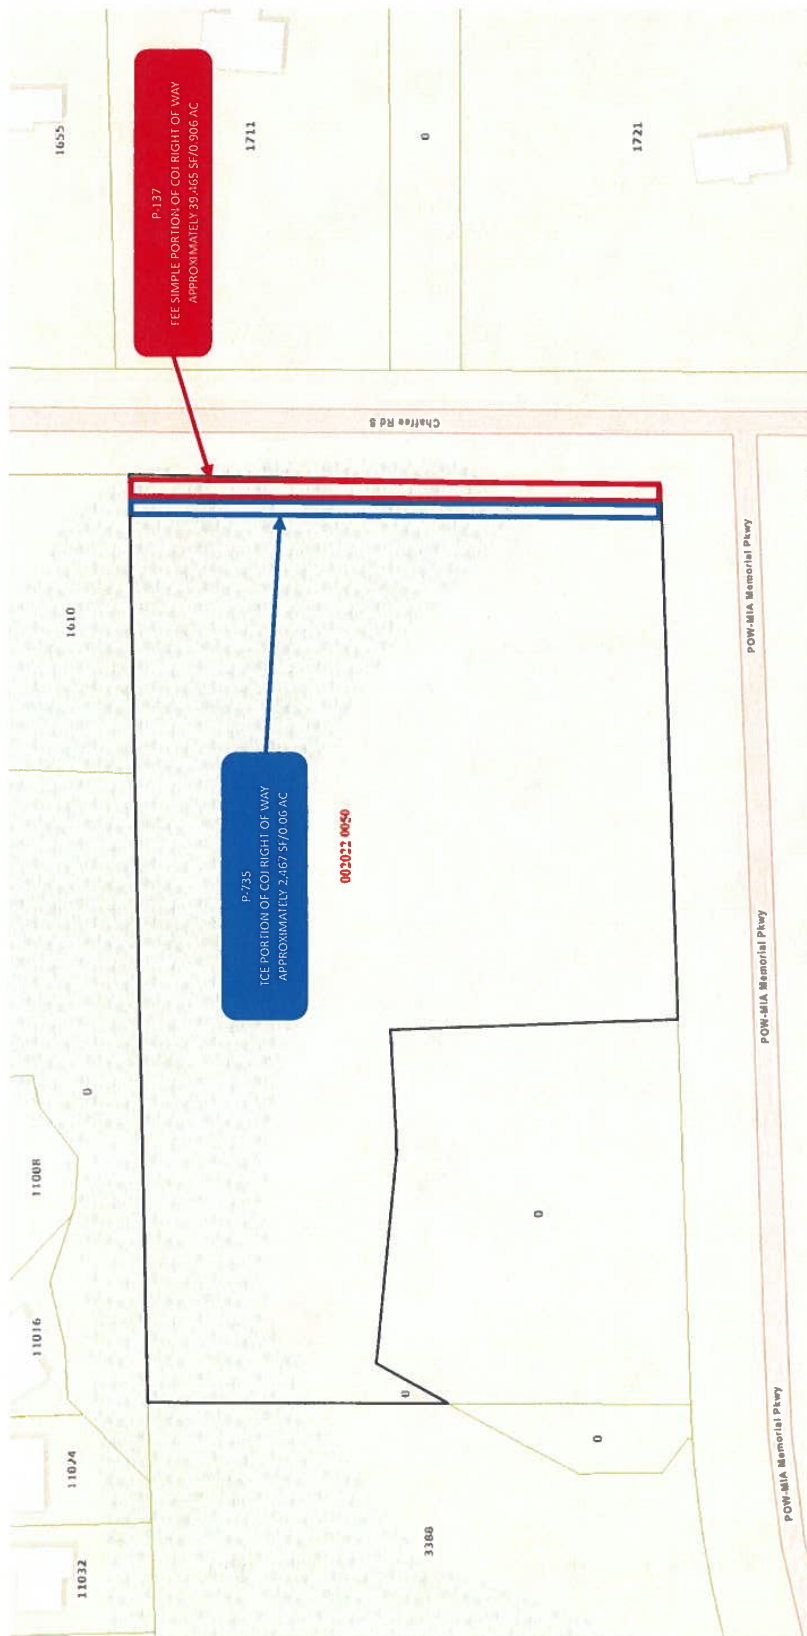 P-137
FEE SIMPLE PORTION OF COJ RIGHT OF WAY
APPROXIMATELY 39,465 SF/0.906 AC
1655
1711
0
1721
Chaffee Rd S
1610
P-735
TCE PORTION OF COJ RIGHT OF WAY
APPROXIMATELY 2,467 SF/0.06 AC
002022 0050
POW-MIA Memorial Pkwy
POW-MIA Memorial Pkwy
POW-MIA Memorial Pkwy
0
11008
11016
11024
11032
0
0
0
3388